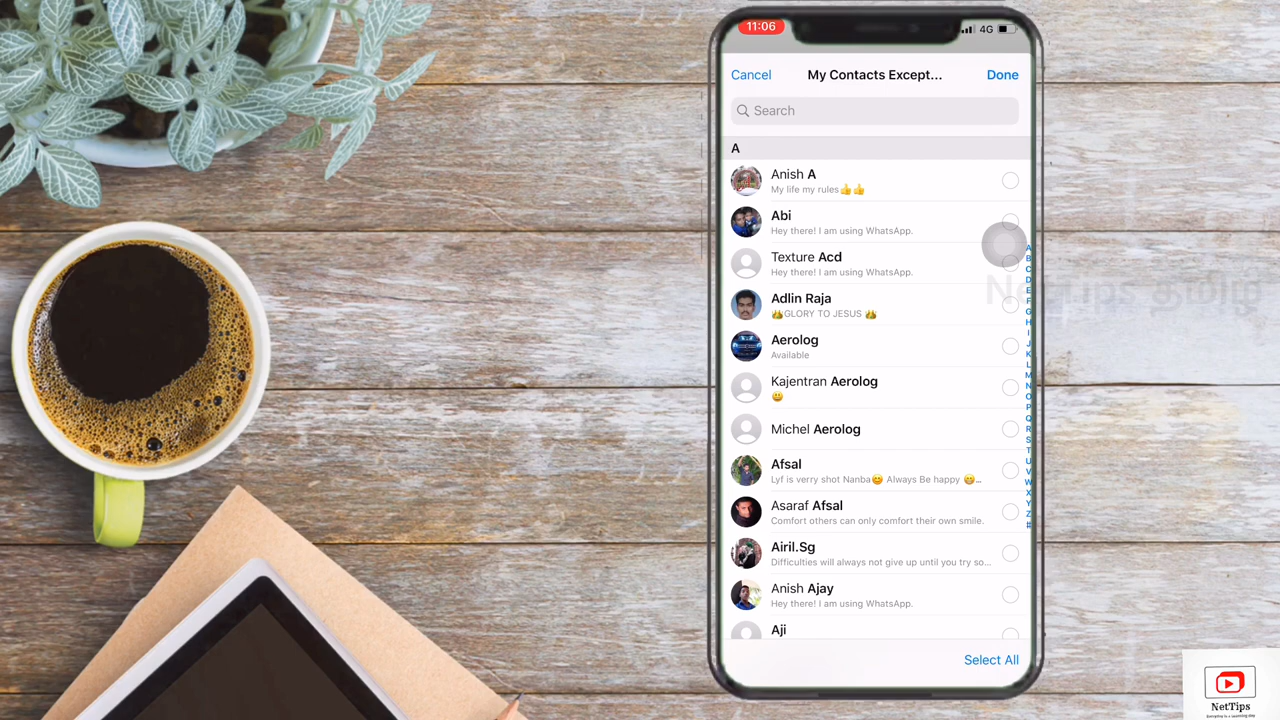 11:06
4G
Cancel
My Contacts Except...
Done
Search
A
Anish A
My life my rules👍👍
Abi
Hey there! I am using WhatsApp.
Texture Acd
Hey there! I am using WhatsApp.
Adlin Raja
👑GLORY TO JESUS 👑
Aerolog
Available
Kajentran Aerolog
😃
Michel Aerolog
Afsal
Lyf is verry shot Nanba😊 Always Be happy 😁...
Asaraf Afsal
Comfort others can only comfort their own smile.
Airil.Sg
Difficulties will always not give up until you try so...
Anish Ajay
Hey there! I am using WhatsApp.
Aji
Select All
A
B
C
D
E
F
G
H
I
J
K
L
M
N
O
P
Q
R
S
T
U
V
W
X
Y
Z
#
NetTips தமிழ்
NetTips